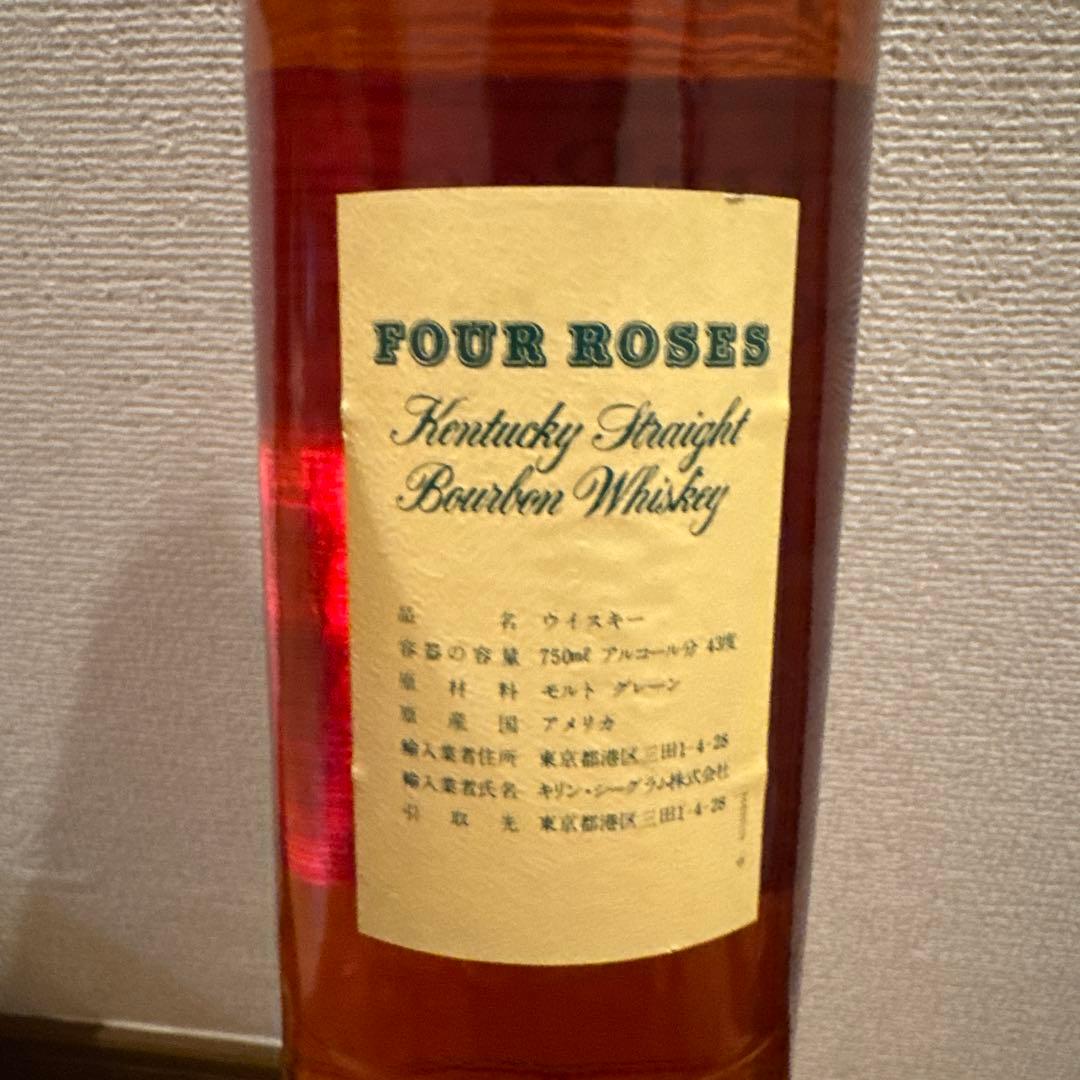 FOUR ROSES
Kentucky Straight
Bourbon Whiskey
品 名 ウイスキー
容器の容量 750ml アルコール分 43度
原材料 モルト グレーン
原産国 アメリカ
輸入業者住所 東京都港区三田1-4-28
輸入業者氏名 キリン・シーグラム株式会社
引取先 東京都港区三田1-4-28